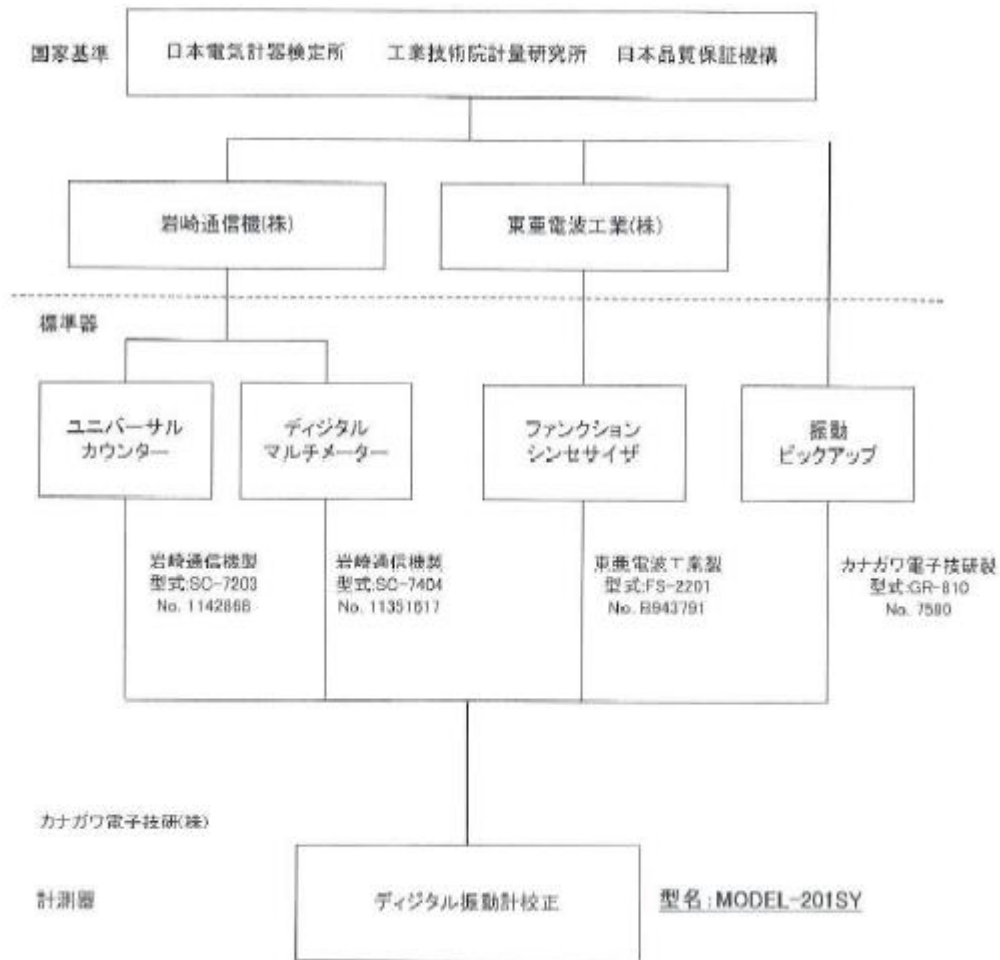 国家基準
日本電気計器検定所 工業技術院計量研究所 日本品質保証機構
岩崎通信機(株)
東亜電波工業(株)
標準器
ユニバーサル
カウンター
ディジタル
マルチメーター
ファンクション
シンセサイザ
振動
ピックアップ
岩崎通信機製
型式:SC-7203
No. 1142868
岩崎通信機製
型式:SC-7404
No. 11351617
東亜電波工業製
型式:FS-2201
No. B943791
カナガワ電子技研製
型式:GR-810
No. 7580
カナガワ電子技研(株)
計測器
ディジタル振動計校正
型名:MODEL-201SY